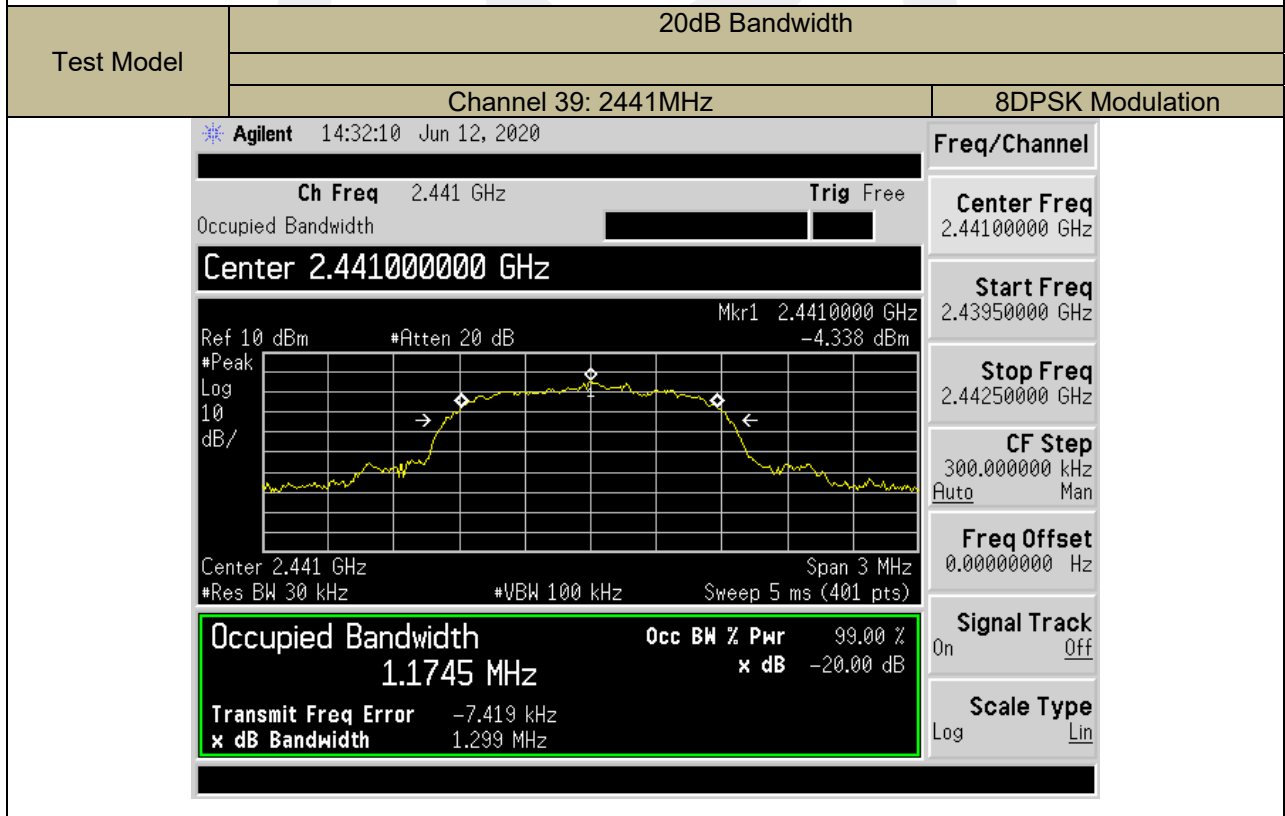 Test Model
20dB Bandwidth
Channel 39: 2441MHz
8DPSK Modulation
Agilent 14:32:10 Jun 12, 2020
Ch Freq 2.441 GHz Trig Free
Occupied Bandwidth
Center 2.441000000 GHz
Mkr1 2.4410000 GHz
Ref 10 dBm #Atten 20 dB -4.338 dBm
#Peak
Log
10
dB/
1
Center 2.441 GHz Span 3 MHz
#Res BW 30 kHz #VBW 100 kHz Sweep 5 ms (401 pts)
Occupied Bandwidth Occ BW % Pwr 99.00 %
1.1745 MHz x dB -20.00 dB
Transmit Freq Error -7.419 kHz
x dB Bandwidth 1.299 MHz
Freq/Channel
Center Freq
2.44100000 GHz
Start Freq
2.43950000 GHz
Stop Freq
2.44250000 GHz
CF Step
300.000000 kHz
Auto Man
Freq Offset
0.00000000 Hz
Signal Track
On Off
Scale Type
Log Lin